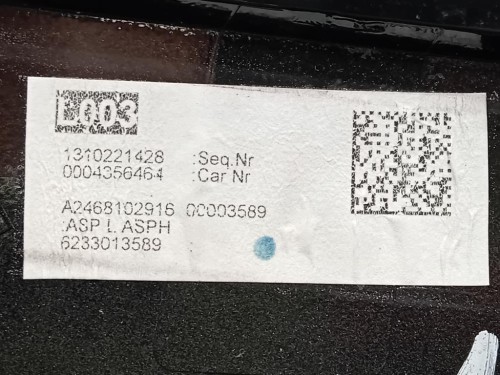 L003
1310221428 :Seq.Nr
0004356464 :Car Nr
A2468102916 00003589
:ASP L ASPH
6233013589